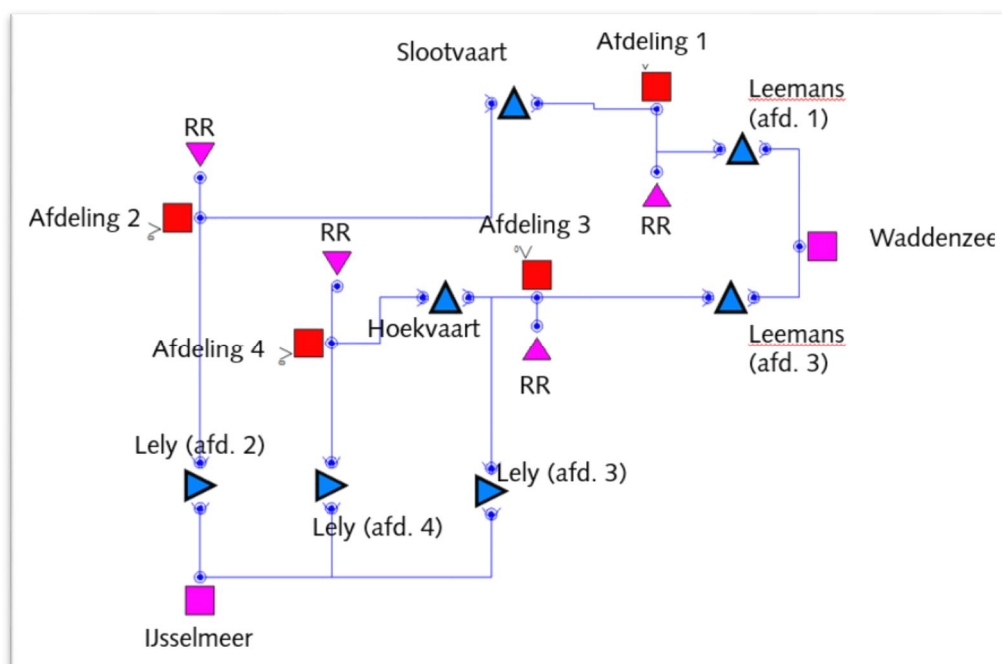 Slootvaart
Afdeling 1
Leemans
(afd. 1)
RR
Afdeling 2
RR
Afdeling 3
RR
Waddenzee
Afdeling 4
Hoekvaart
Leemans
(afd. 3)
RR
Lely (afd. 2)
Lely (afd. 3)
Lely (afd. 4)
IJsselmeer